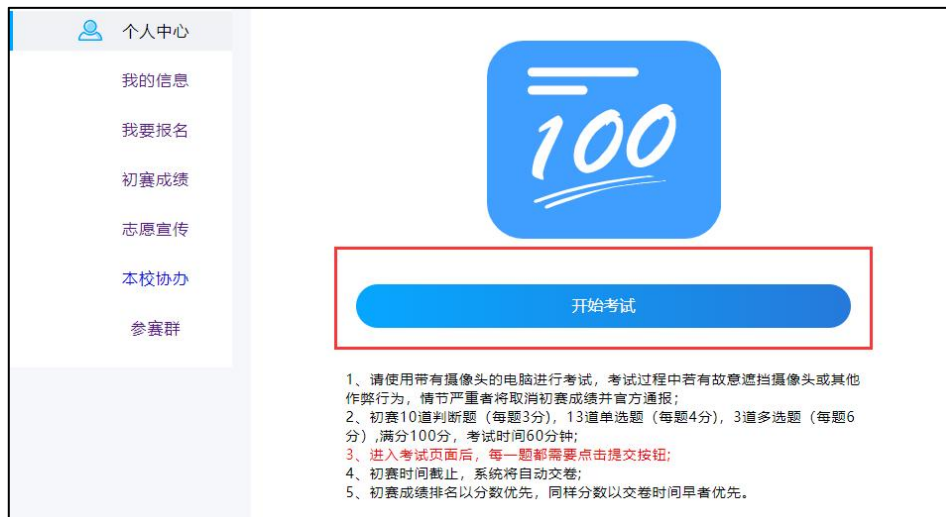 个人中心
我的信息
我要报名
初赛成绩
志愿宣传
本校协办
参赛群
100
开始考试
1、请使用带有摄像头的电脑进行考试，考试过程中若有故意遮挡摄像头或其他
作弊行为，情节严重者将取消初赛成绩并官方通报;
2、初赛10道判断题（每题3分），13道单选题（每题4分），3道多选题（每题6
分）,满分100分，考试时间60分钟;
3、进入考试页面后，每一题都需要点击提交按钮;
4、初赛时间截止，系统将自动交卷;
5、初赛成绩排名以分数优先，同样分数以交卷时间早者优先。